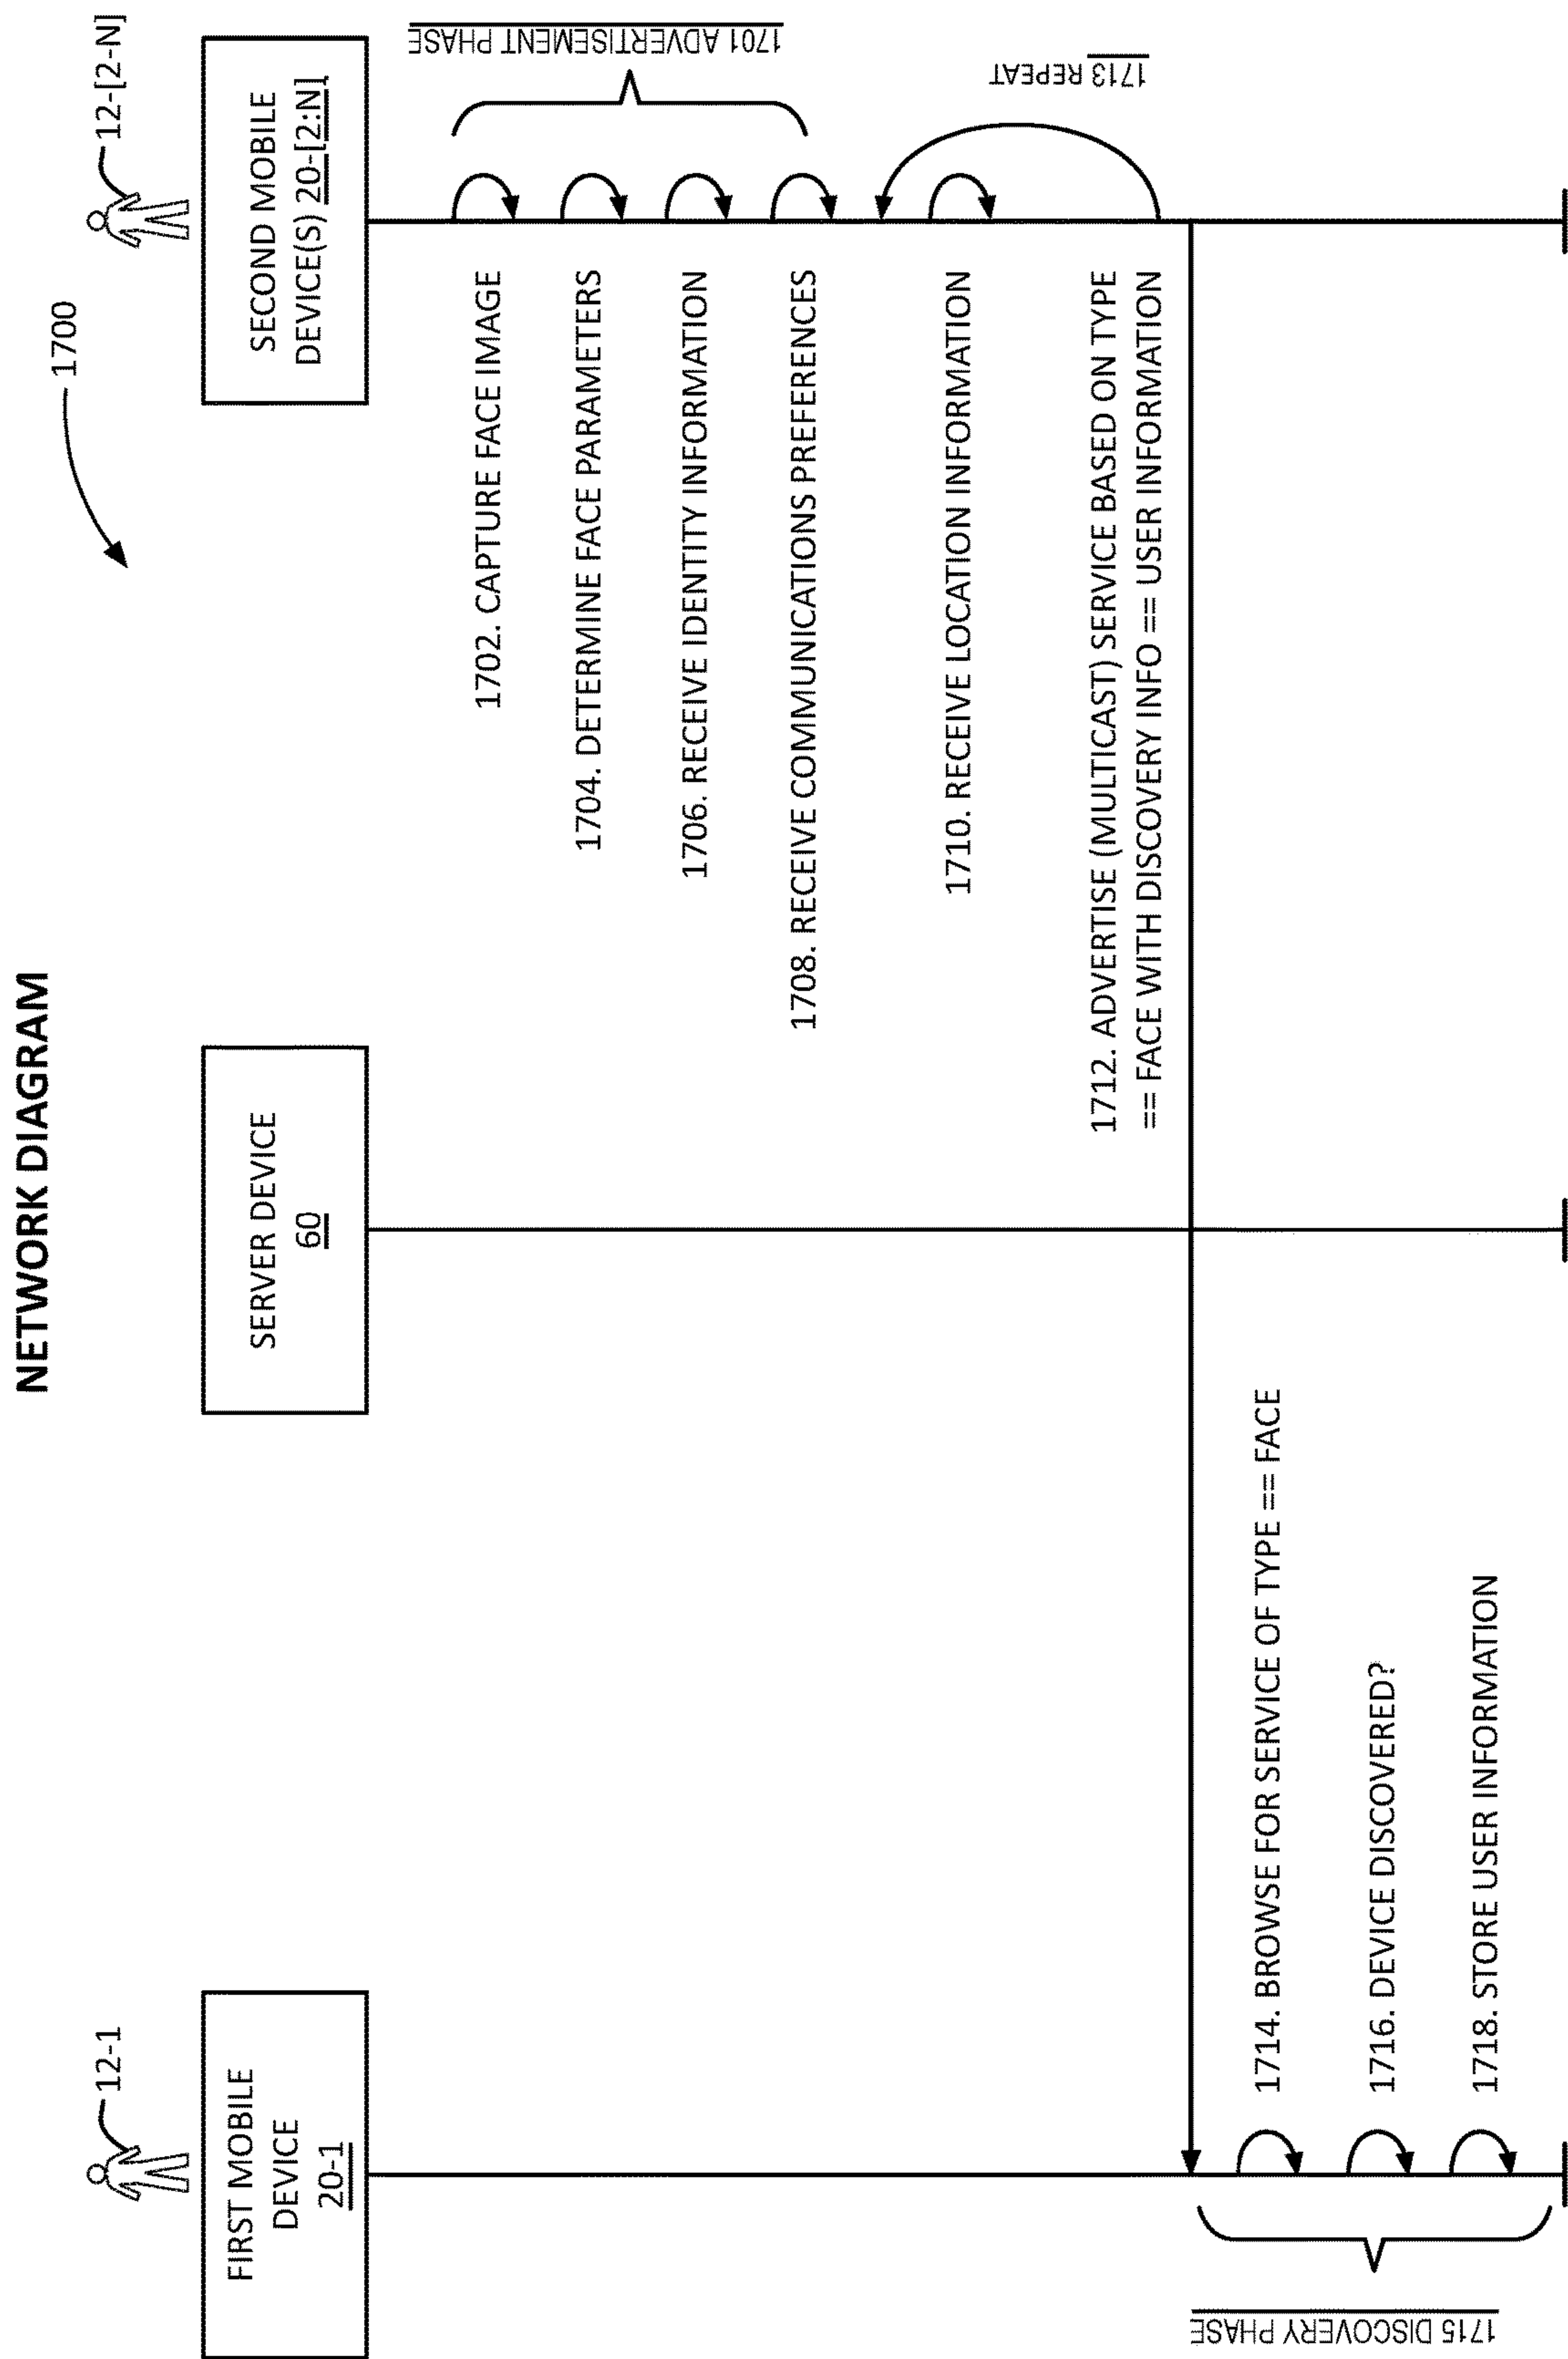 NETWORK DIAGRAM
1700
12-1
12-[2-N]
FIRST MOBILE
DEVICE
20-1
SERVER DEVICE
60
SECOND MOBILE
DEVICE(S) 20-[2:N]
1701 ADVERTISEMENT PHASE
1702. CAPTURE FACE IMAGE
1704. DETERMINE FACE PARAMETERS
1706. RECEIVE IDENTITY INFORMATION
1708. RECEIVE COMMUNICATIONS PREFERENCES
1713 REPEAT
1710. RECEIVE LOCATION INFORMATION
1712. ADVERTISE (MULTICAST) SERVICE BASED ON TYPE
== FACE WITH DISCOVERY INFO == USER INFORMATION
1715 DISCOVERY PHASE
1714. BROWSE FOR SERVICE OF TYPE == FACE
1716. DEVICE DISCOVERED?
1718. STORE USER INFORMATION